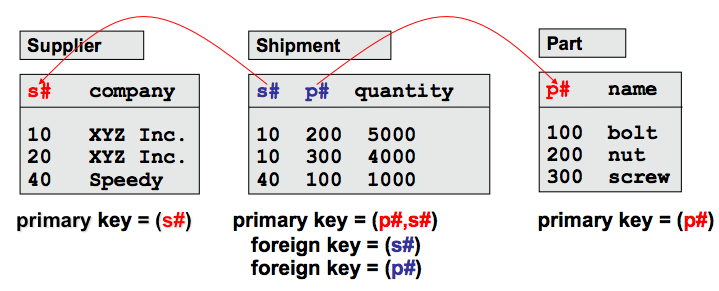 Supplier
s# company
10 XYZ Inc.
20 XYZ Inc.
40 Speedy
primary key = (s#)
Shipment
s# p# quantity
10 200 5000
10 300 4000
40 100 1000
primary key = (p#,s#)
foreign key = (s#)
foreign key = (p#)
Part
p# name
100 bolt
200 nut
300 screw
primary key = (p#)